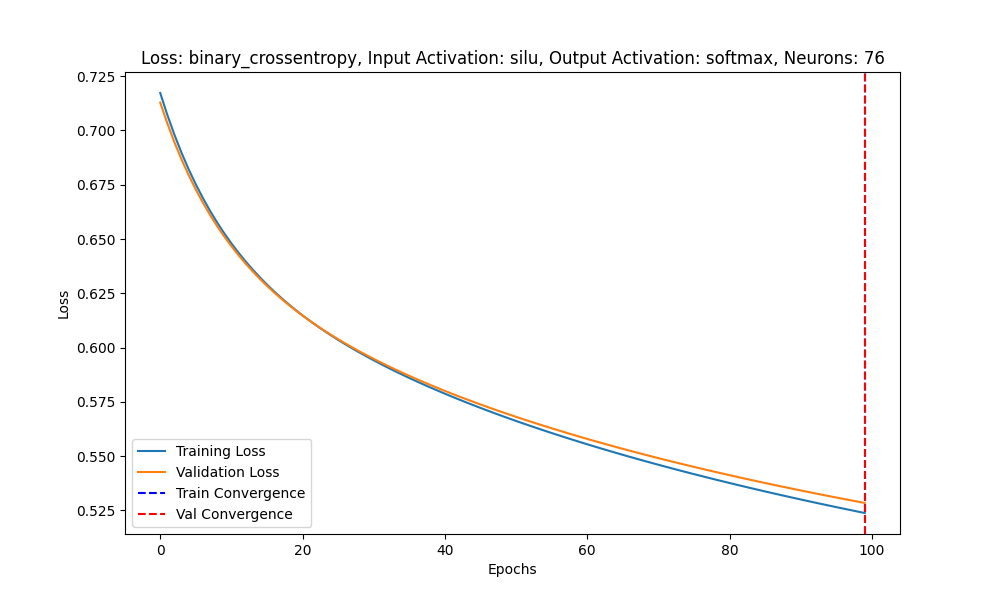 Loss: binary_crossentropy, Input Activation: silu, Output Activation: softmax, Neurons: 76
0.725
0.700
0.675
0.650
0.625
0.600
0.575
0.550
0.525
Loss
Training Loss
Validation Loss
Train Convergence
Val Convergence
0 20 40 60 80 100
Epochs